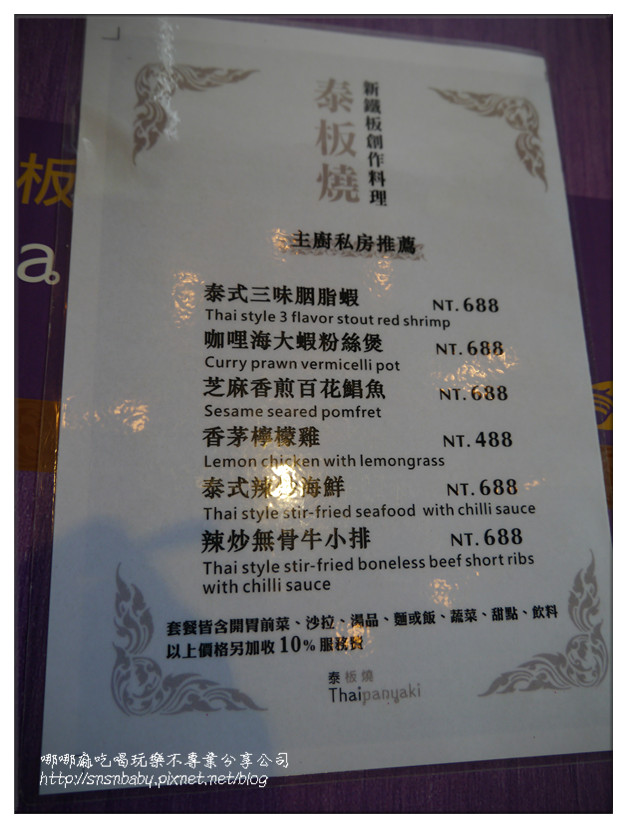 板
a
新鐵板創作料理
泰板燒
主廚私房推薦
泰式三味胭脂蝦 NT. 688
Thai style 3 flavor stout red shrimp
咖哩海大蝦粉絲煲 NT. 688
Curry prawn vermicelli pot
芝麻香煎百花鯧魚 NT. 688
Sesame seared pomfret
香茅檸檬雞 NT. 488
Lemon chicken with lemongrass
泰式辣炒海鮮 NT. 688
Thai style stir-fried seafood with chilli sauce
辣炒無骨牛小排 NT. 688
Thai style stir-fried boneless beef short ribs
with chilli sauce
套餐皆含開胃前菜、沙拉、湯品、麵或飯、蔬菜、甜點、飲料
以上價格另加收 10% 服務費
泰板燒
Thaipanyaki
哪哪麻吃喝玩樂不專業分享公司
http://snsnbaby.pixnet.net/blog